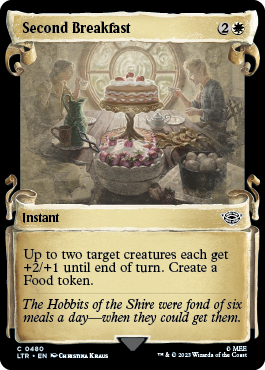 Second Breakfast 2
Instant
Up to two target creatures each get
+2/+1 until end of turn. Create a
Food token.
The Hobbits of the Shire were fond of six
meals a day—when they could get them.
C 0480 © MEE
LTR • EN Christina Kraus ™ & © 2023 Wizards of the Coast